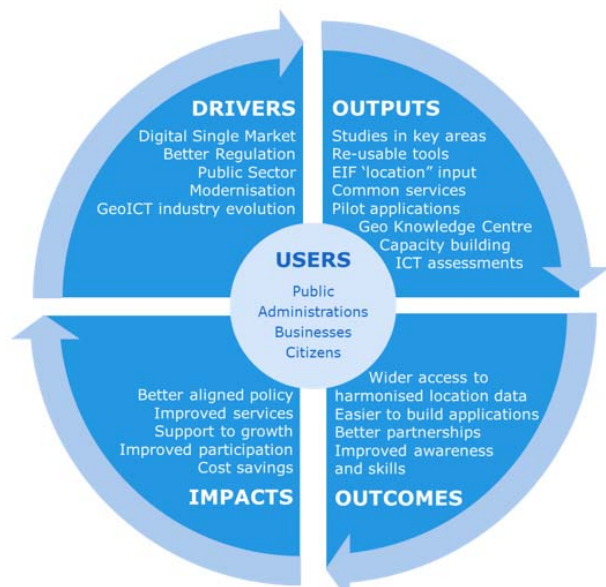 DRIVERS
Digital Single Market
Better Regulation
Public Sector
Modernisation
GeoICT industry evolution
OUTPUTS
Studies in key areas
Re-usable tools
EIF ‘location” input
Common services
Pilot applications
Geo Knowledge Centre
Capacity building
ICT assessments
USERS
Public
Administrations
Businesses
Citizens
Better aligned policy
Improved services
Support to growth
Improved participation
Cost savings
IMPACTS
Wider access to
harmonised location data
Easier to build applications
Better partnerships
Improved awareness
and skills
OUTCOMES